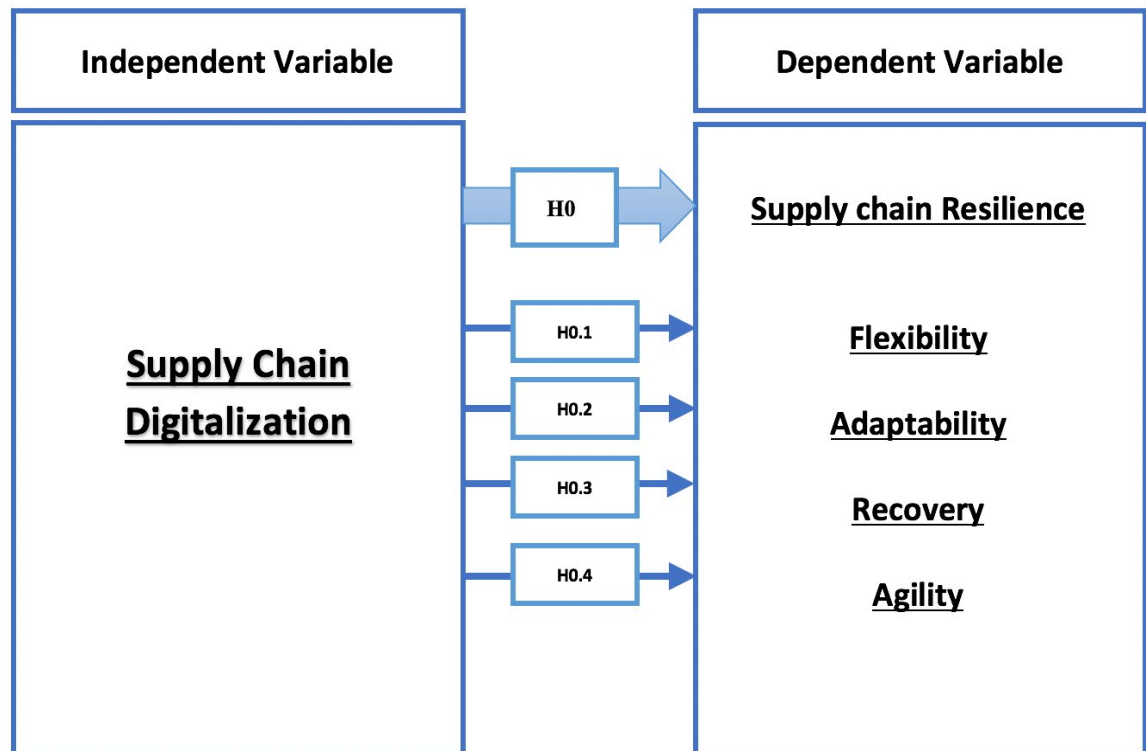 Independent Variable
Dependent Variable
Supply Chain
Digitalization
H0
H0.1
H0.2
H0.3
H0.4
Supply chain Resilience
Flexibility
Adaptability
Recovery
Agility